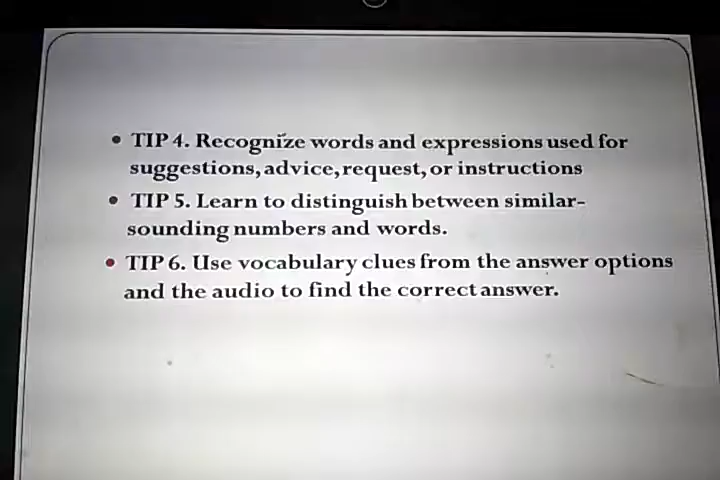 • TIP 4. Recognize words and expressions used for
suggestions, advice, request, or instructions
• TIP 5. Learn to distinguish between similar-
sounding numbers and words.
• TIP 6. Use vocabulary clues from the answer options
and the audio to find the correct answer.